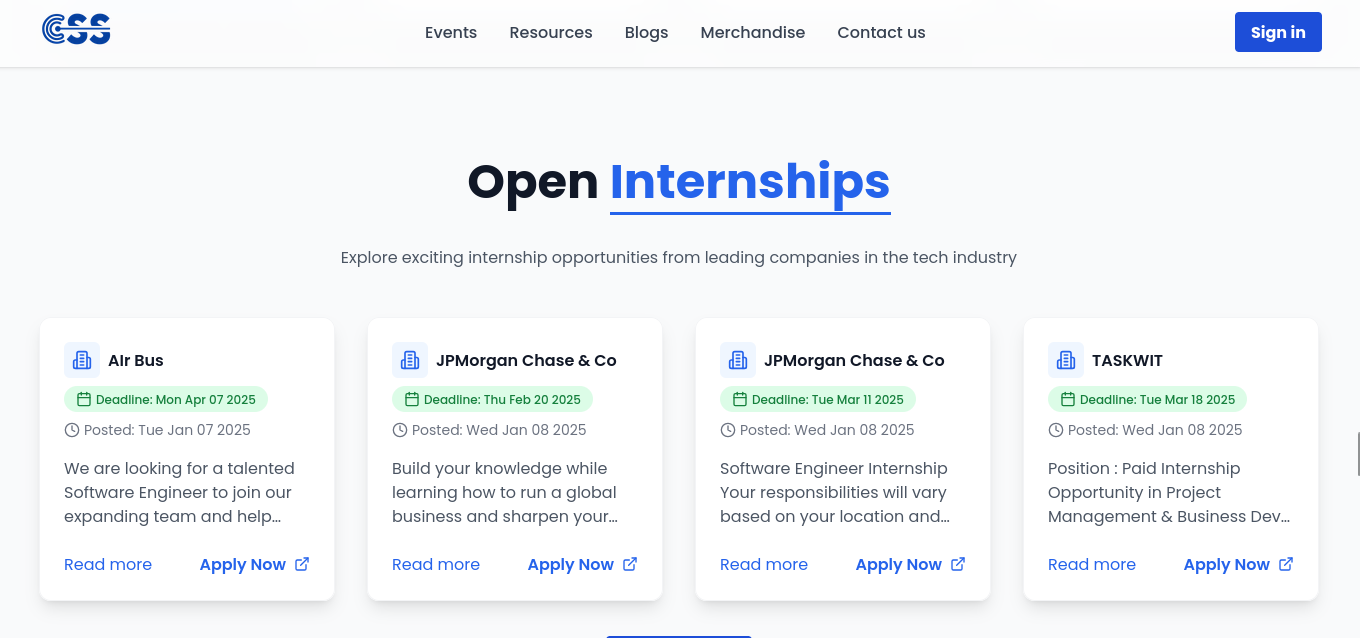 CSS
Events Resources Blogs Merchandise Contact us
Sign in
Open Internships
Explore exciting internship opportunities from leading companies in the tech industry
AIr Bus
Deadline: Mon Apr 07 2025
Posted: Tue Jan 07 2025
We are looking for a talented
Software Engineer to join our
expanding team and help...
Read more Apply Now
JPMorgan Chase & Co
Deadline: Thu Feb 20 2025
Posted: Wed Jan 08 2025
Build your knowledge while
learning how to run a global
business and sharpen your...
Read more Apply Now
JPMorgan Chase & Co
Deadline: Tue Mar 11 2025
Posted: Wed Jan 08 2025
Software Engineer Internship
Your responsibilities will vary
based on your location and...
Read more Apply Now
TASKWIT
Deadline: Tue Mar 18 2025
Posted: Wed Jan 08 2025
Position : Paid Internship
Opportunity in Project
Management & Business Dev...
Read more Apply Now